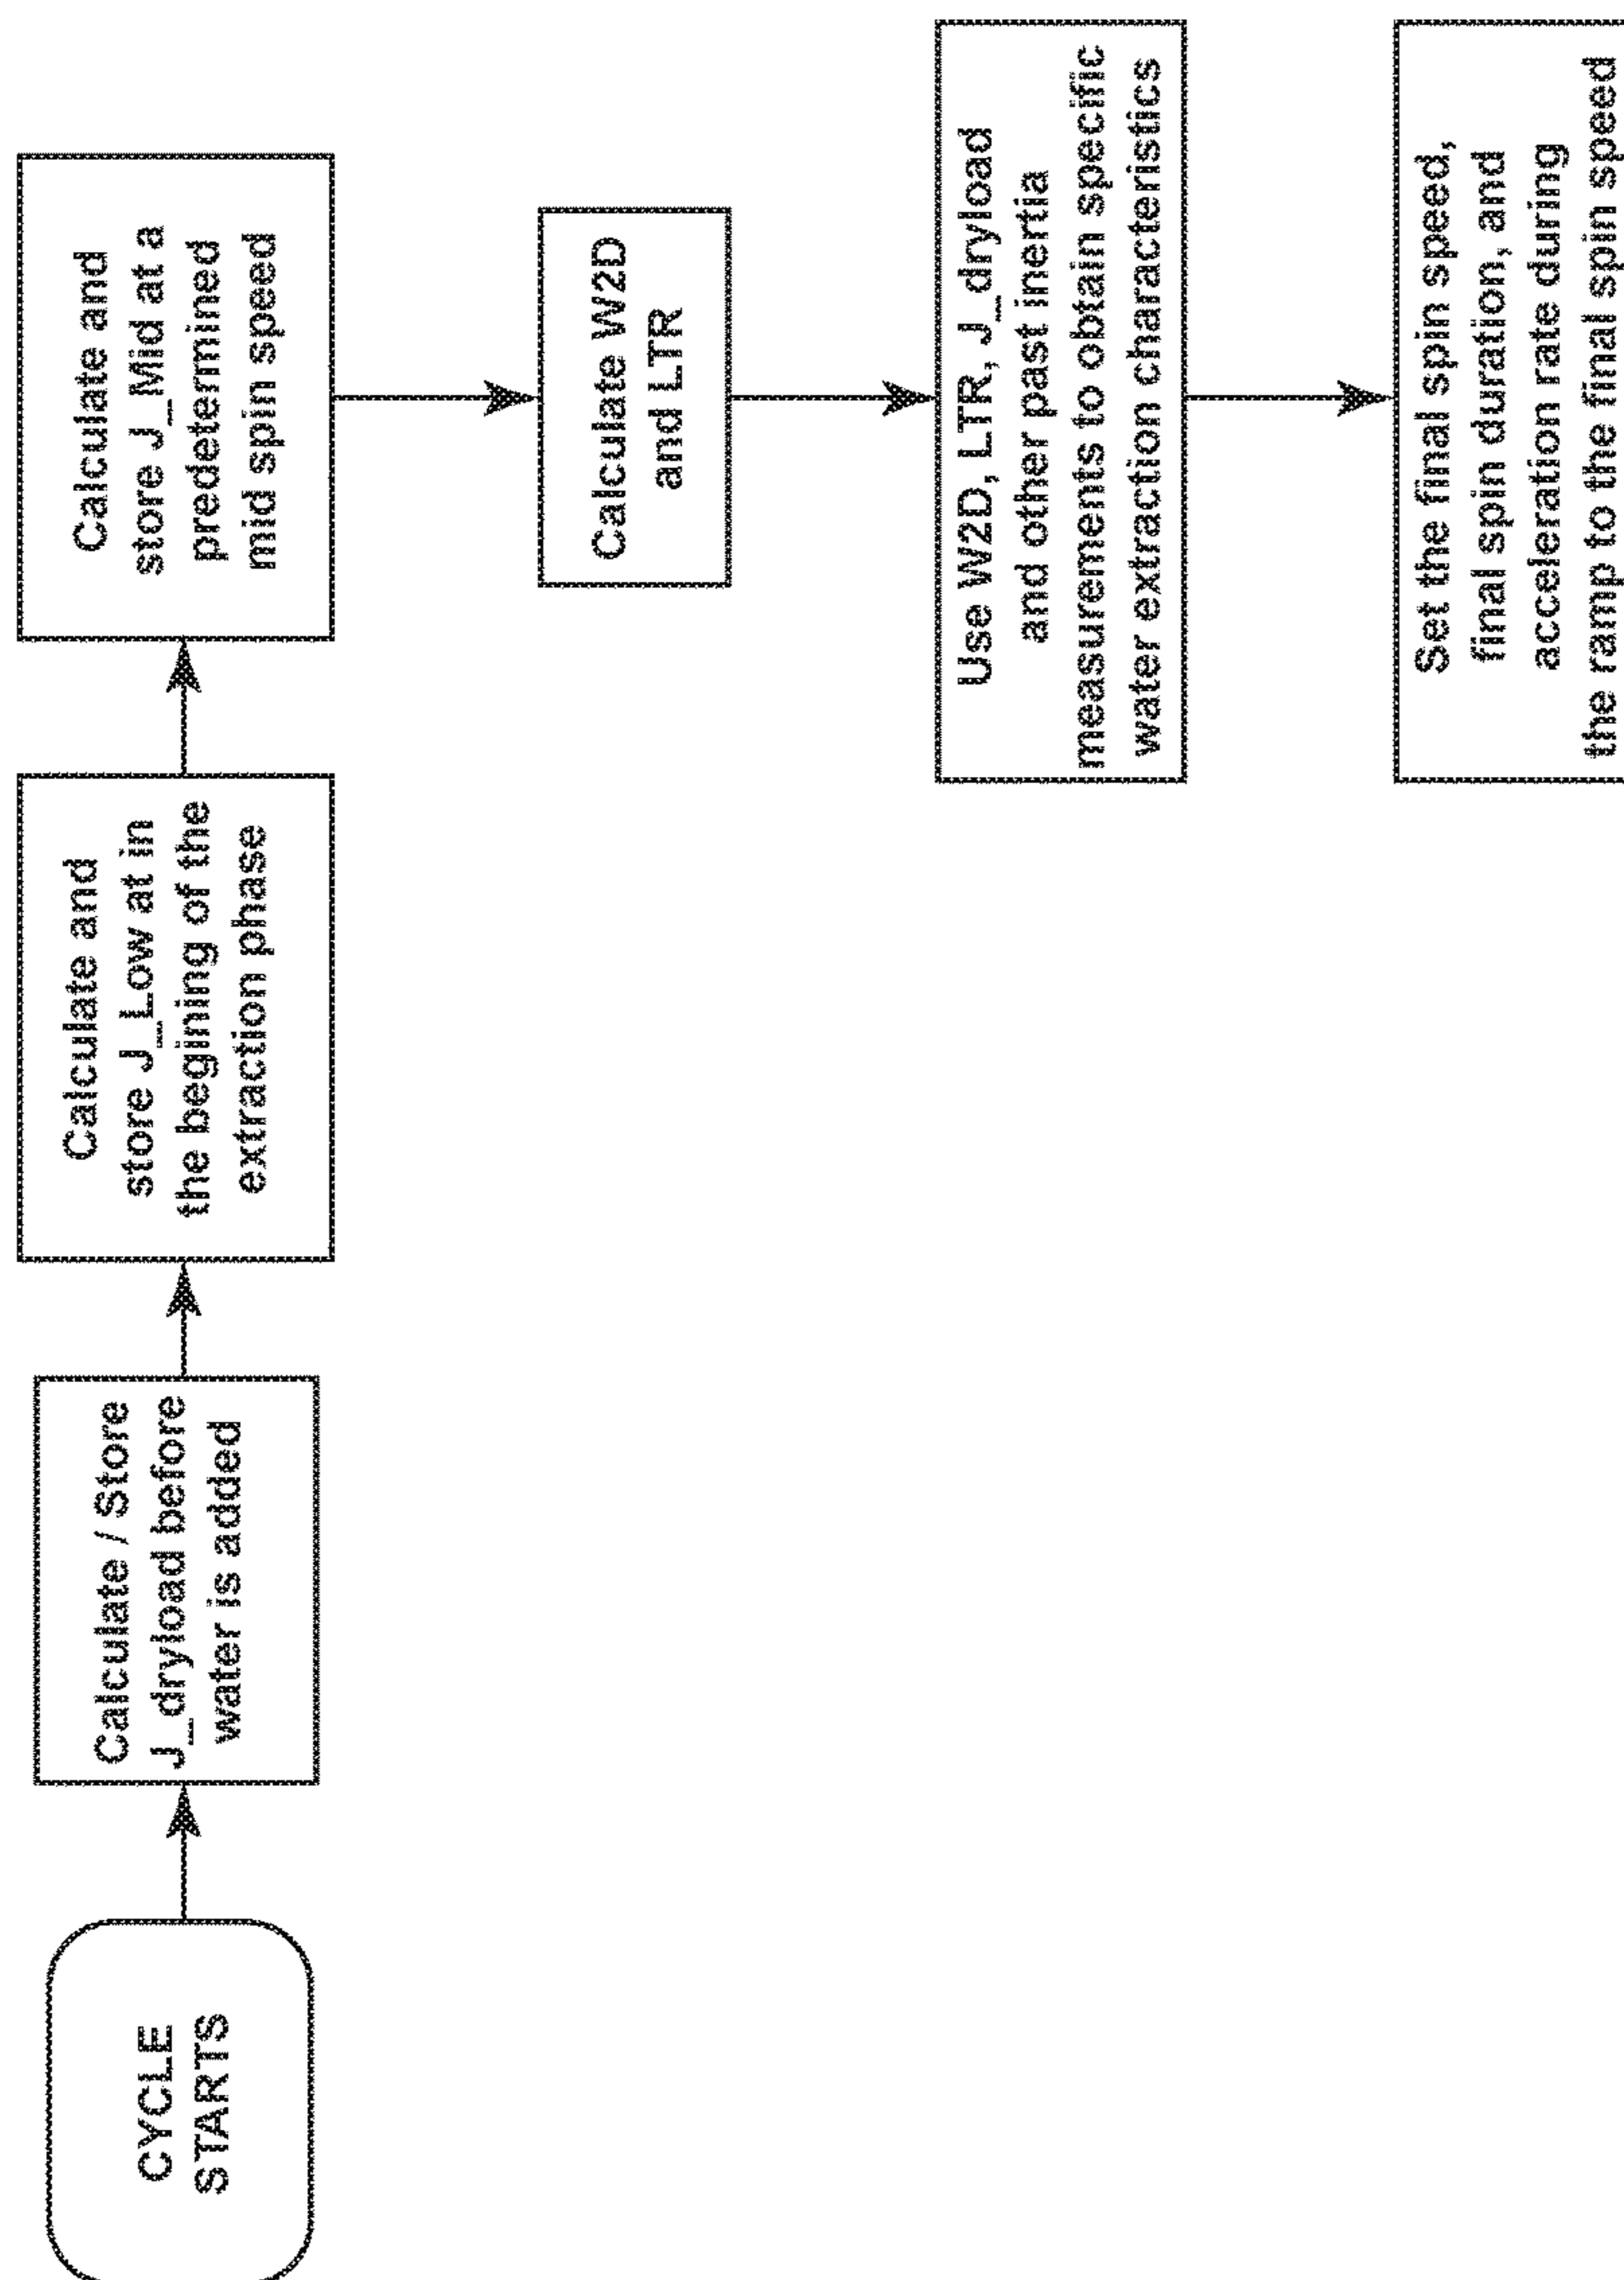 CYCLE
STARTS
Calculate / Store
J_dryload before
water is added
Calculate and
store J_Low at in
the begining of the
extraction phase
Calculate and
store J_Mid at a
predetermined
mid spin speed
Calculate W2D
and LTR
Use W2D, LTR, J_dryload
and other past inertia
measurements to obtain specific
water extraction characteristics
Set the final spin speed,
final spin duration, and
acceleration rate during
the ramp to the final spin speed